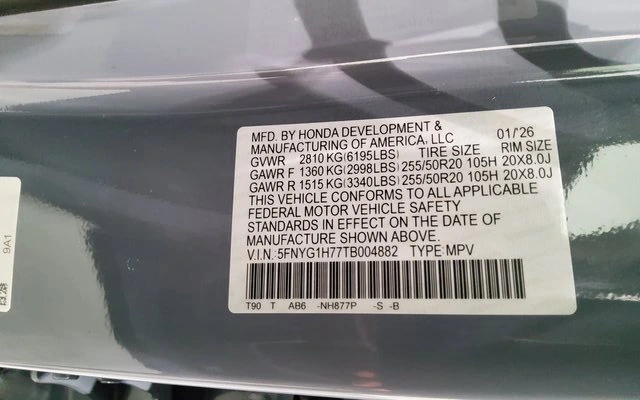 MFD. BY HONDA DEVELOPMENT &
MANUFACTURING OF AMERICA, LLC 01/'26
GVWR 2810 KG(6195LBS) TIRE SIZE RIM SIZE
GAWR F 1360 KG(2998LBS) 255/50R20 105H 20X8.0J
GAWR R 1515 KG(3340LBS) 255/50R20 105H 20X8.0J
THIS VEHICLE CONFORMS TO ALL APPLICABLE
FEDERAL MOTOR VEHICLE SAFETY
STANDARDS IN EFFECT ON THE DATE OF
MANUFACTURE SHOWN ABOVE.
V.I.N.:5FNYG1H77TB004882 TYPE:MPV
T90 T AB6 -NH877P -S -B
9A1